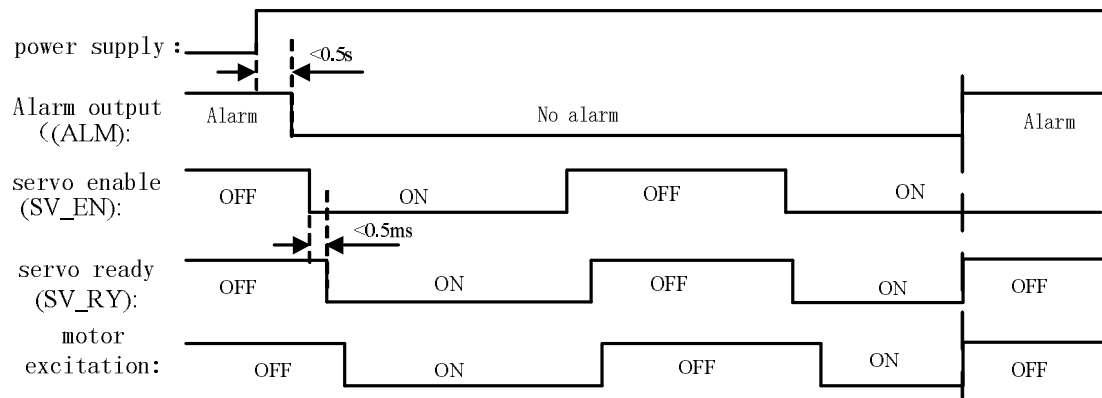 power supply :
<0.5s
Alarm output
((ALM):
Alarm
No alarm
Alarm
servo enable
(SV_EN):
OFF
ON
OFF
ON
<0.5ms
servo ready
(SV_RY):
OFF
ON
OFF
ON
OFF
motor
excitation:
OFF
ON
OFF
ON
OFF